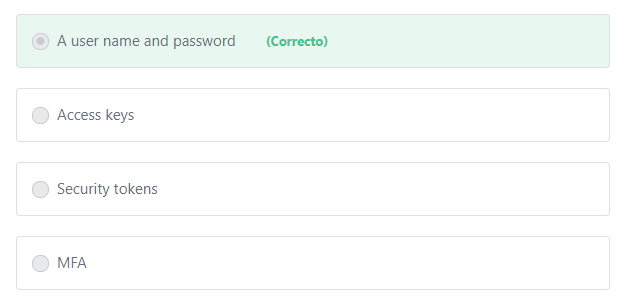 A user name and password (Correcto)
Access keys
Security tokens
MFA